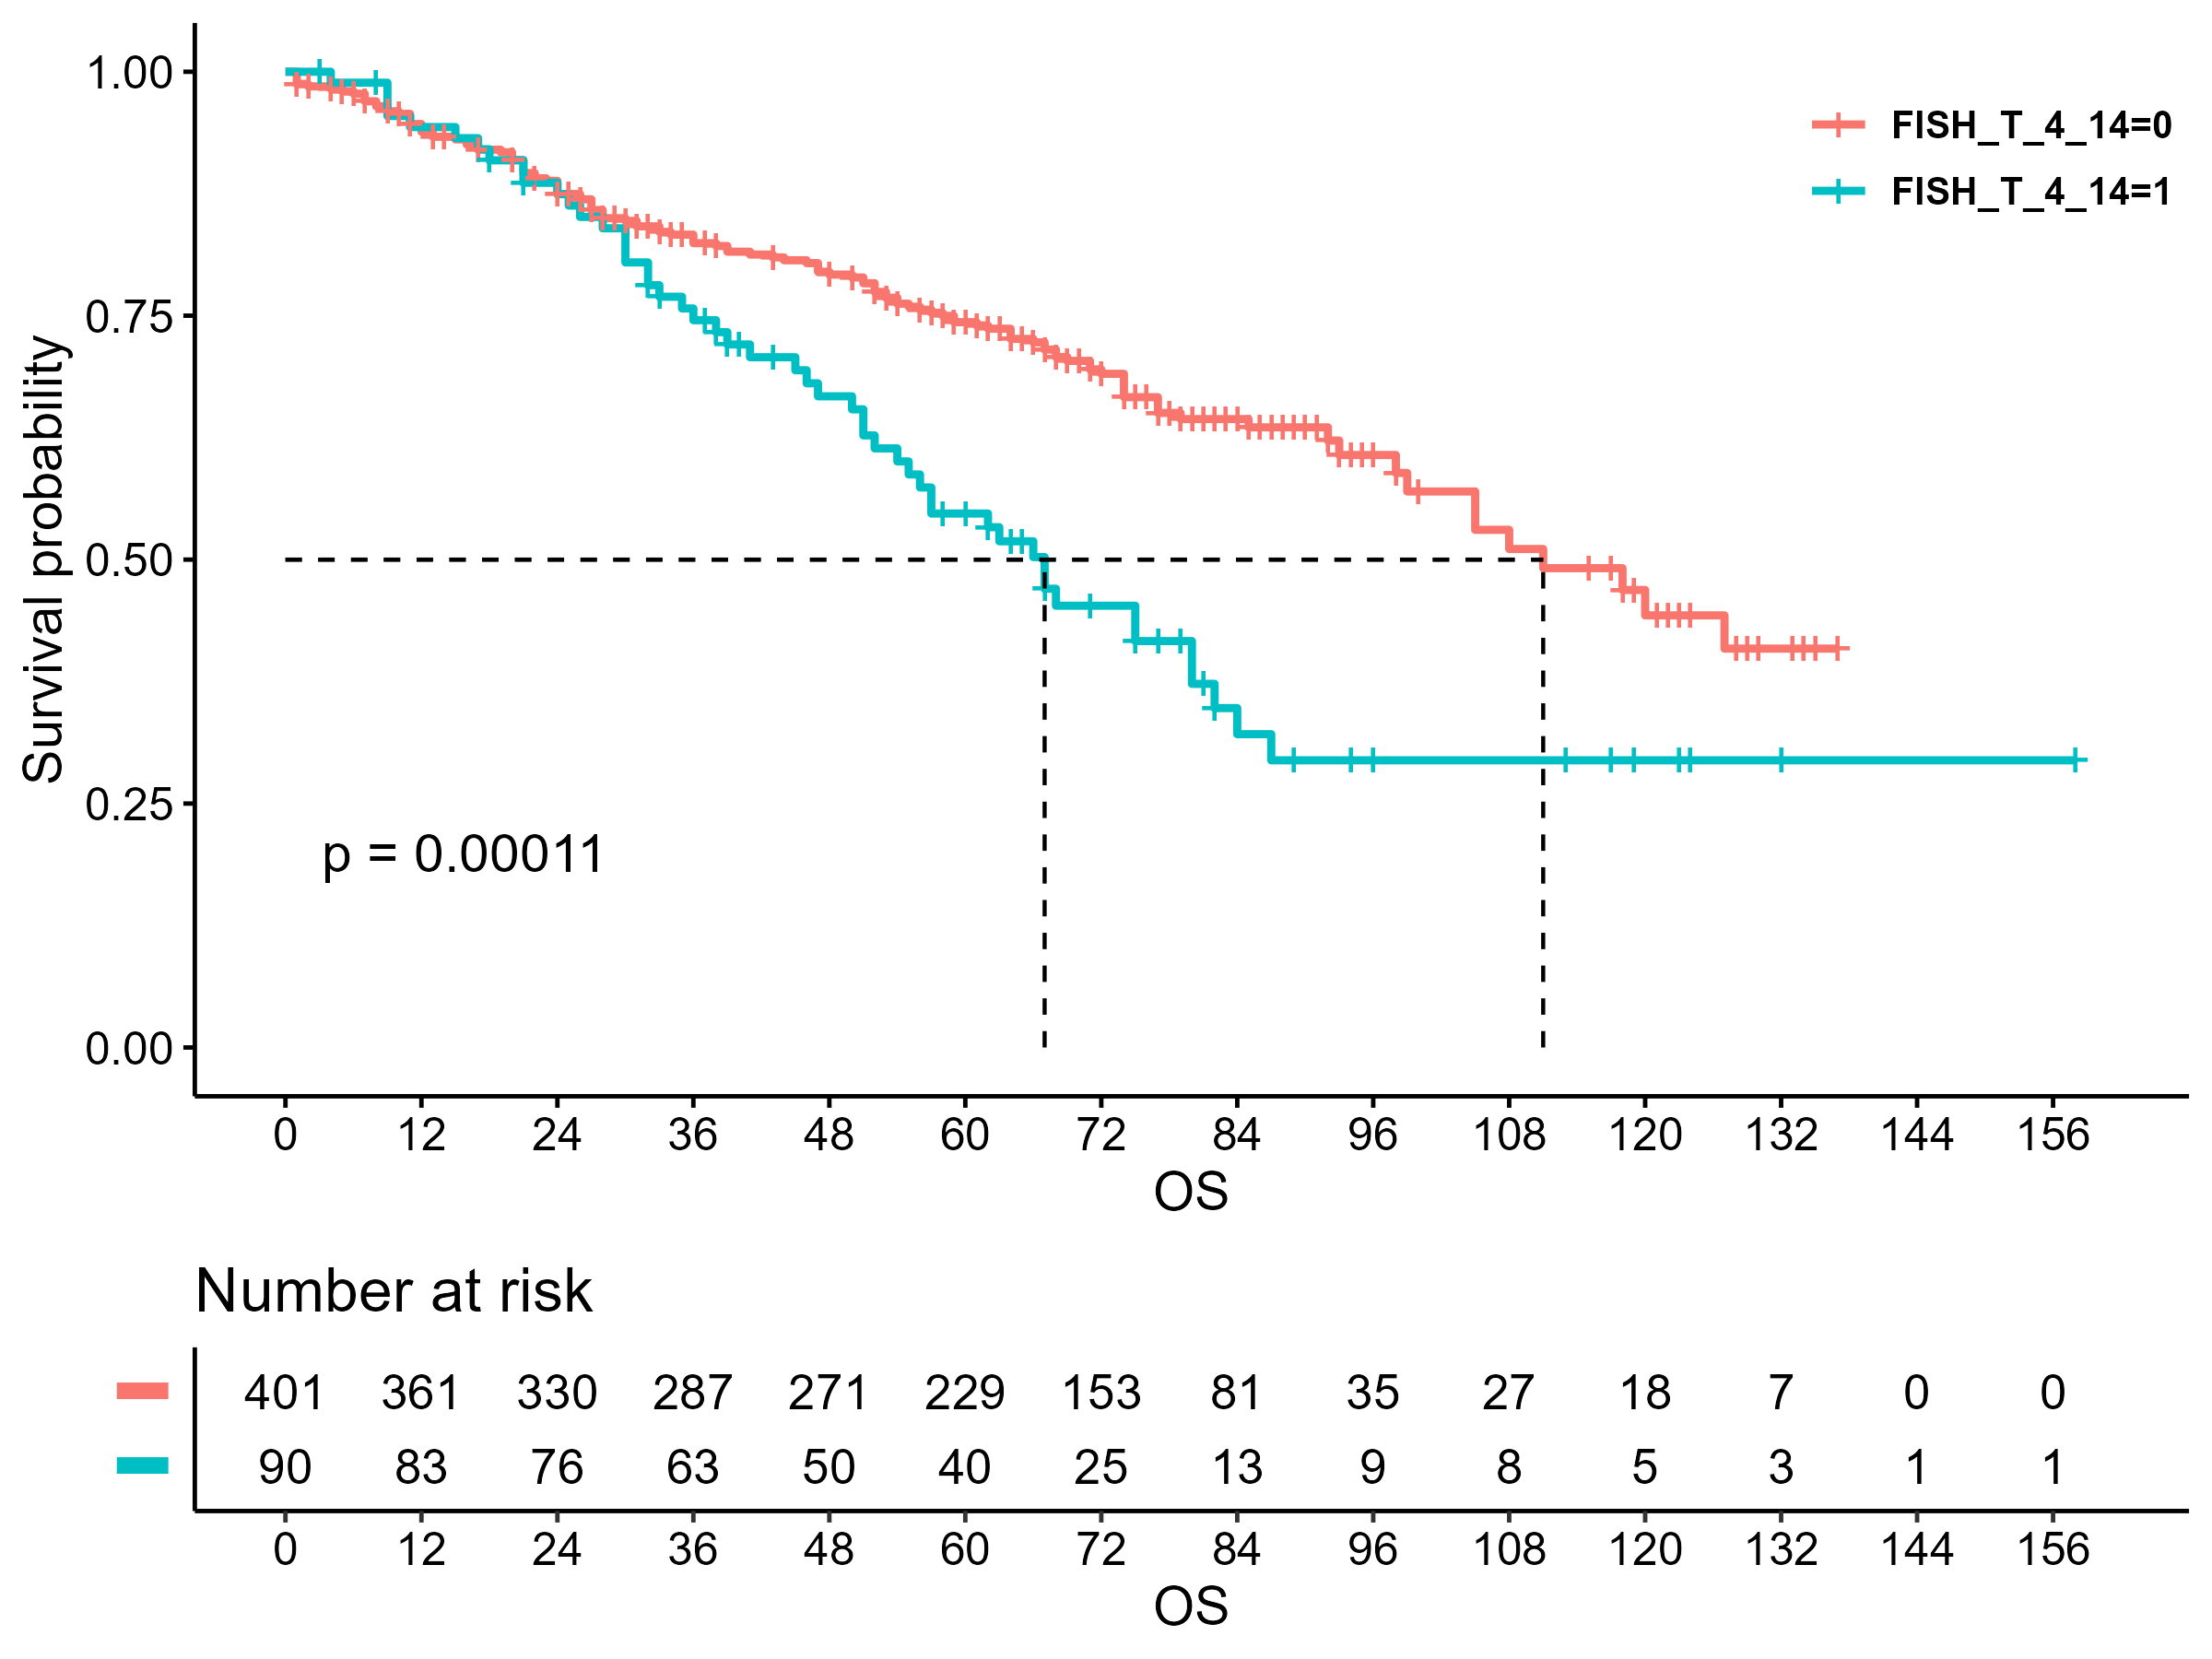 Survival probability
1.00
0.75
0.50
0.25
0.00
FISH_T_4_14=0
FISH_T_4_14=1
p = 0.00011
0 12 24 36 48 60 72 84 96 108 120 132 144 156
OS
Number at risk
401 361 330 287 271 229 153 81 35 27 18 7 0 0
90 83 76 63 50 40 25 13 9 8 5 3 1 1
0 12 24 36 48 60 72 84 96 108 120 132 144 156
OS